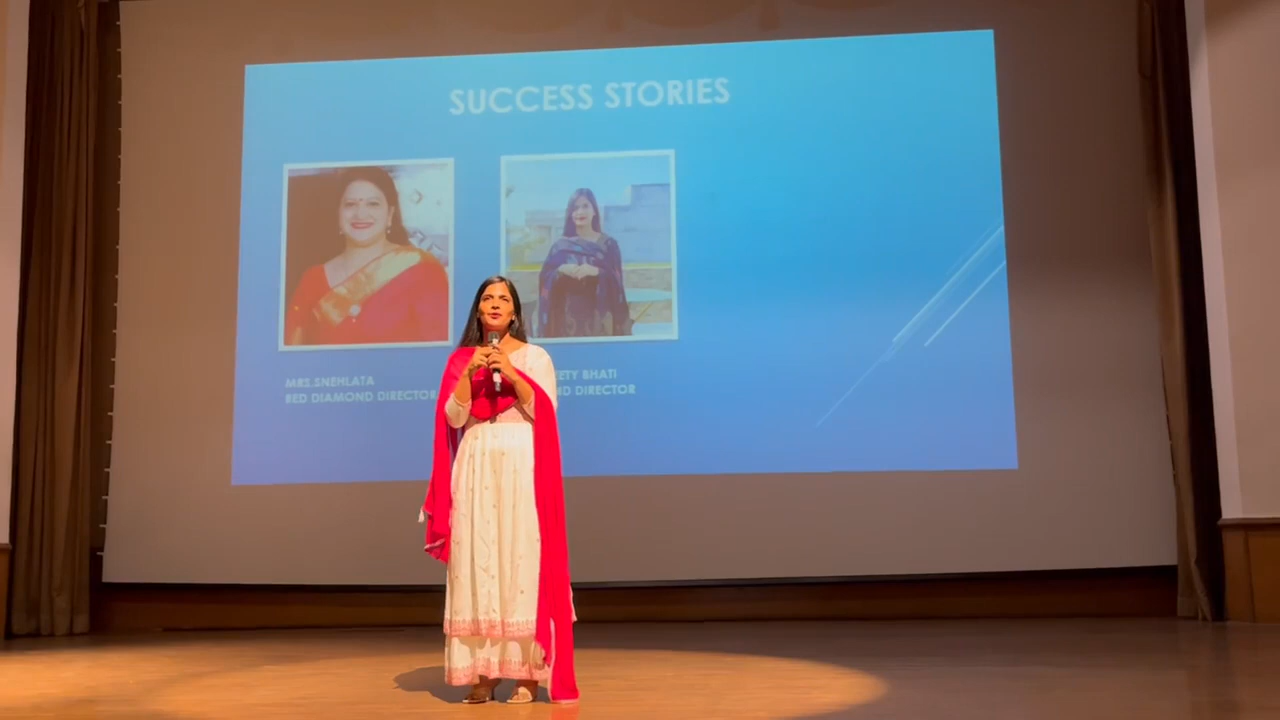 SUCCESS STORIES
MRS.SNEHLATA
RED DIAMOND DIRECTOR
BHATI
DIRECTOR